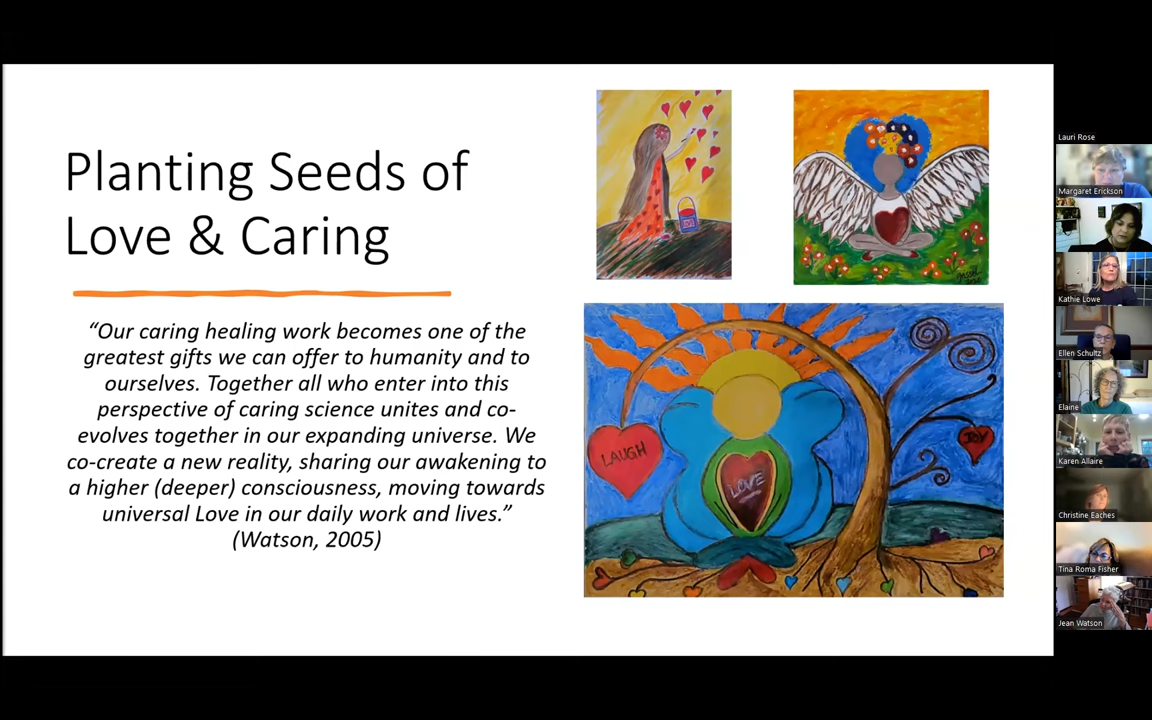 Planting Seeds of
Love & Caring
“Our caring healing work becomes one of the
greatest gifts we can offer to humanity and to
ourselves. Together all who enter into this
perspective of caring science unites and co-
evolves together in our expanding universe. We
co-create a new reality, sharing our awakening to
a higher (deeper) consciousness, moving towards
universal Love in our daily work and lives.”
(Watson, 2005)
LAUGH
LOVE
JOY
Lauri Rose
Margaret Erickson
Kathie Lowe
Ellen Schultz
Elaine
Karen Allaire
Christine Eaches
Tina Roma Fisher
Jean Watson